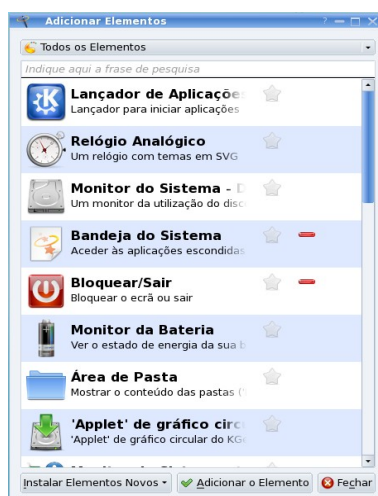 Adicionar Elementos
Todos os Elementos
Indique aqui a frase de pesquisa
Lançador de Aplicaçõe
Lançador para iniciar aplicações
Relógio Analógico
Um relógio com temas em SVG
Monitor do Sistema - D
Um monitor da utilização do disc
Bandeja do Sistema
Aceder às aplicações escondidas
Bloquear/Sair
Bloquear o ecrã ou sair
Monitor da Bateria
Ver o estado de energia da sua b
Área de Pasta
Mostrar o conteúdo das pastas (
'Applet' de gráfico circ
'Applet' de gráfico circular do KG
Instalar Elementos Novos
Adicionar o Elemento
Fechar